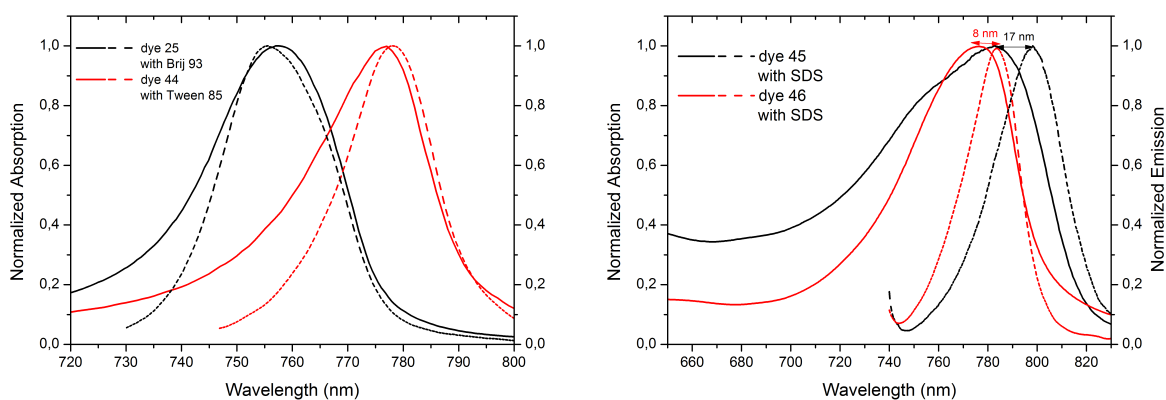 dye 25
with Brij 93
dye 44
with Tween 85
Normalized Absorption
1,0
0,8
0,6
0,4
0,2
0,0
1,0
0,8
0,6
0,4
0,2
0,0
720 730 740 750 760 770 780 790 800
Wavelength (nm)
8 nm
17 nm
dye 45
with SDS
dye 46
with SDS
Normalized Absorption
1,0
0,8
0,6
0,4
0,2
0,0
1,0
0,8
0,6
0,4
0,2
0,0
Normalized Emission
660 680 700 720 740 760 780 800 820
Wavelength (nm)